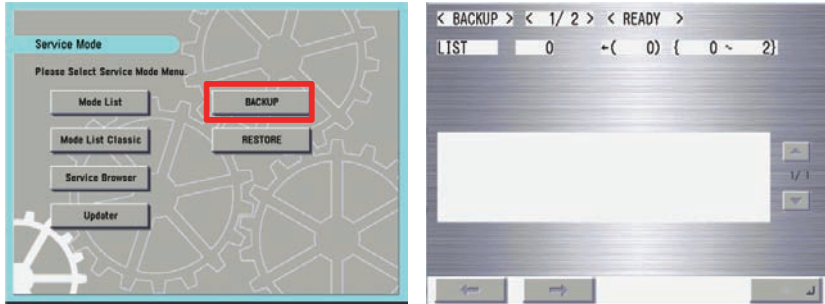 Service Mode
Please Select Service Mode Menu.
Mode List
BACKUP
Mode List Classic
RESTORE
Service Browser
Updater
< BACKUP > < 1/ 2 > < READY >
LIST 0 ←( 0) { 0 ~ 2}
1/ 1